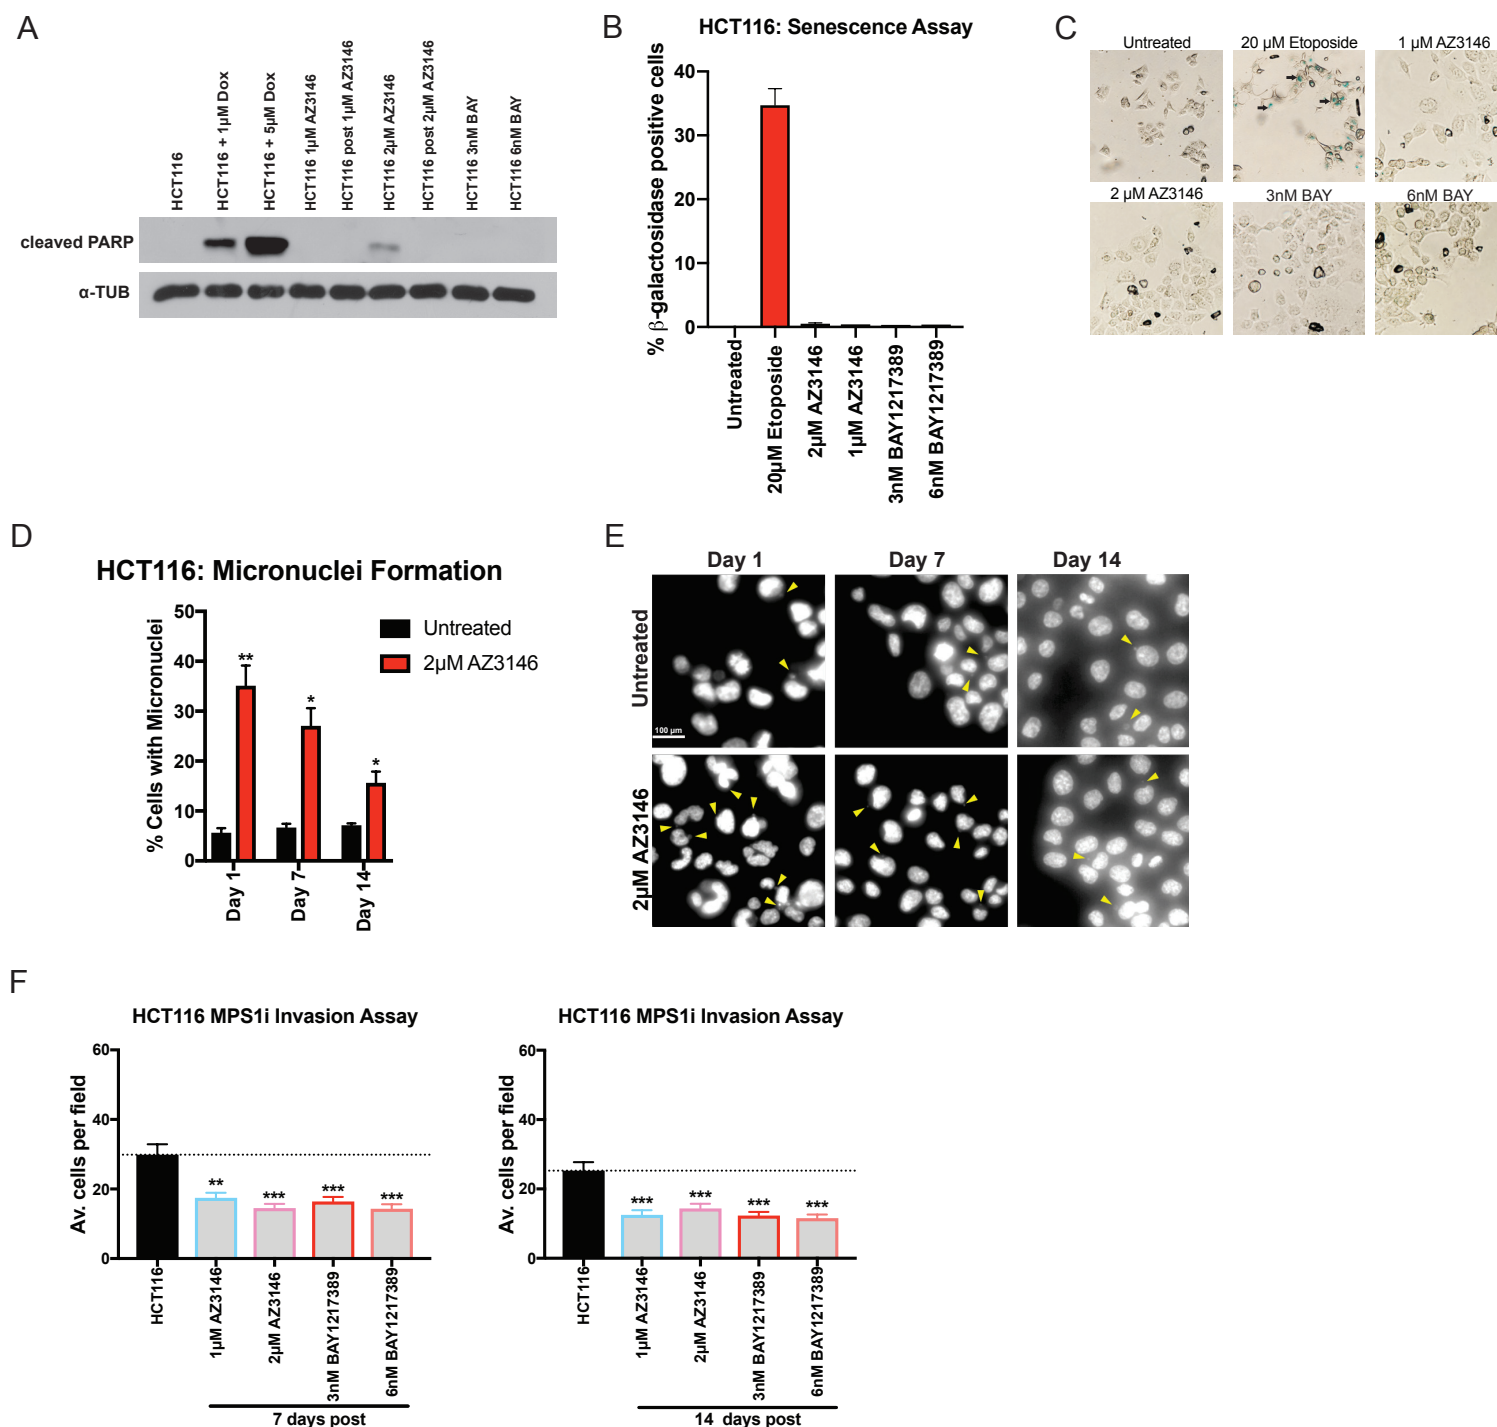 A
HCT116
HCT116 + 1µM Dox
HCT116 + 5µM Dox
HCT116 1µM AZ3146
HCT116 post 1µM AZ3146
HCT116 2µM AZ3146
HCT116 post 2µM AZ3146
HCT116 3nM BAY
HCT116 6nM BAY
cleaved PARP
α-TUB
B
HCT116: Senescence Assay
% β-galactosidase positive cells
40
30
20
10
0
Untreated
20µM Etoposide
2µM AZ3146
1µM AZ3146
3nM BAY1217389
6nM BAY1217389
C
Untreated
20 µM Etoposide
1 µM AZ3146
2 µM AZ3146
3nM BAY
6nM BAY
D
HCT116: Micronuclei Formation
% Cells with Micronuclei
50
40
30
20
10
0
**
*
*
Untreated
2µM AZ3146
Day 1
Day 7
Day 14
E
Day 1
Day 7
Day 14
Untreated
100 µm
2µM AZ3146
F
HCT116 MPS1i Invasion Assay
Av. cells per field
60
40
20
0
**
***
***
***
HCT116
1µM AZ3146
2µM AZ3146
3nM BAY1217389
6nM BAY1217389
7 days post
HCT116 MPS1i Invasion Assay
Av. cells per field
60
40
20
0
***
***
***
***
HCT116
1µM AZ3146
2µM AZ3146
3nM BAY1217389
6nM BAY1217389
14 days post